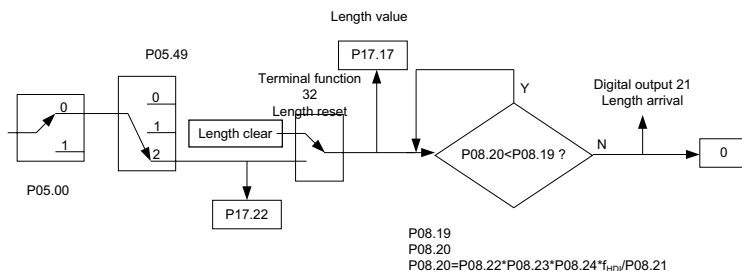 Length value
P05.49
P17.17
Terminal function
32
Length reset
Y
Digital output 21
Length arrival
0
0
1
Length clear
1
2
P08.20<P08.19 ?
N
0
P05.00
P17.22
P08.19
P08.20
P08.20=P08.22*P08.23*P08.24*fHDI/P08.21